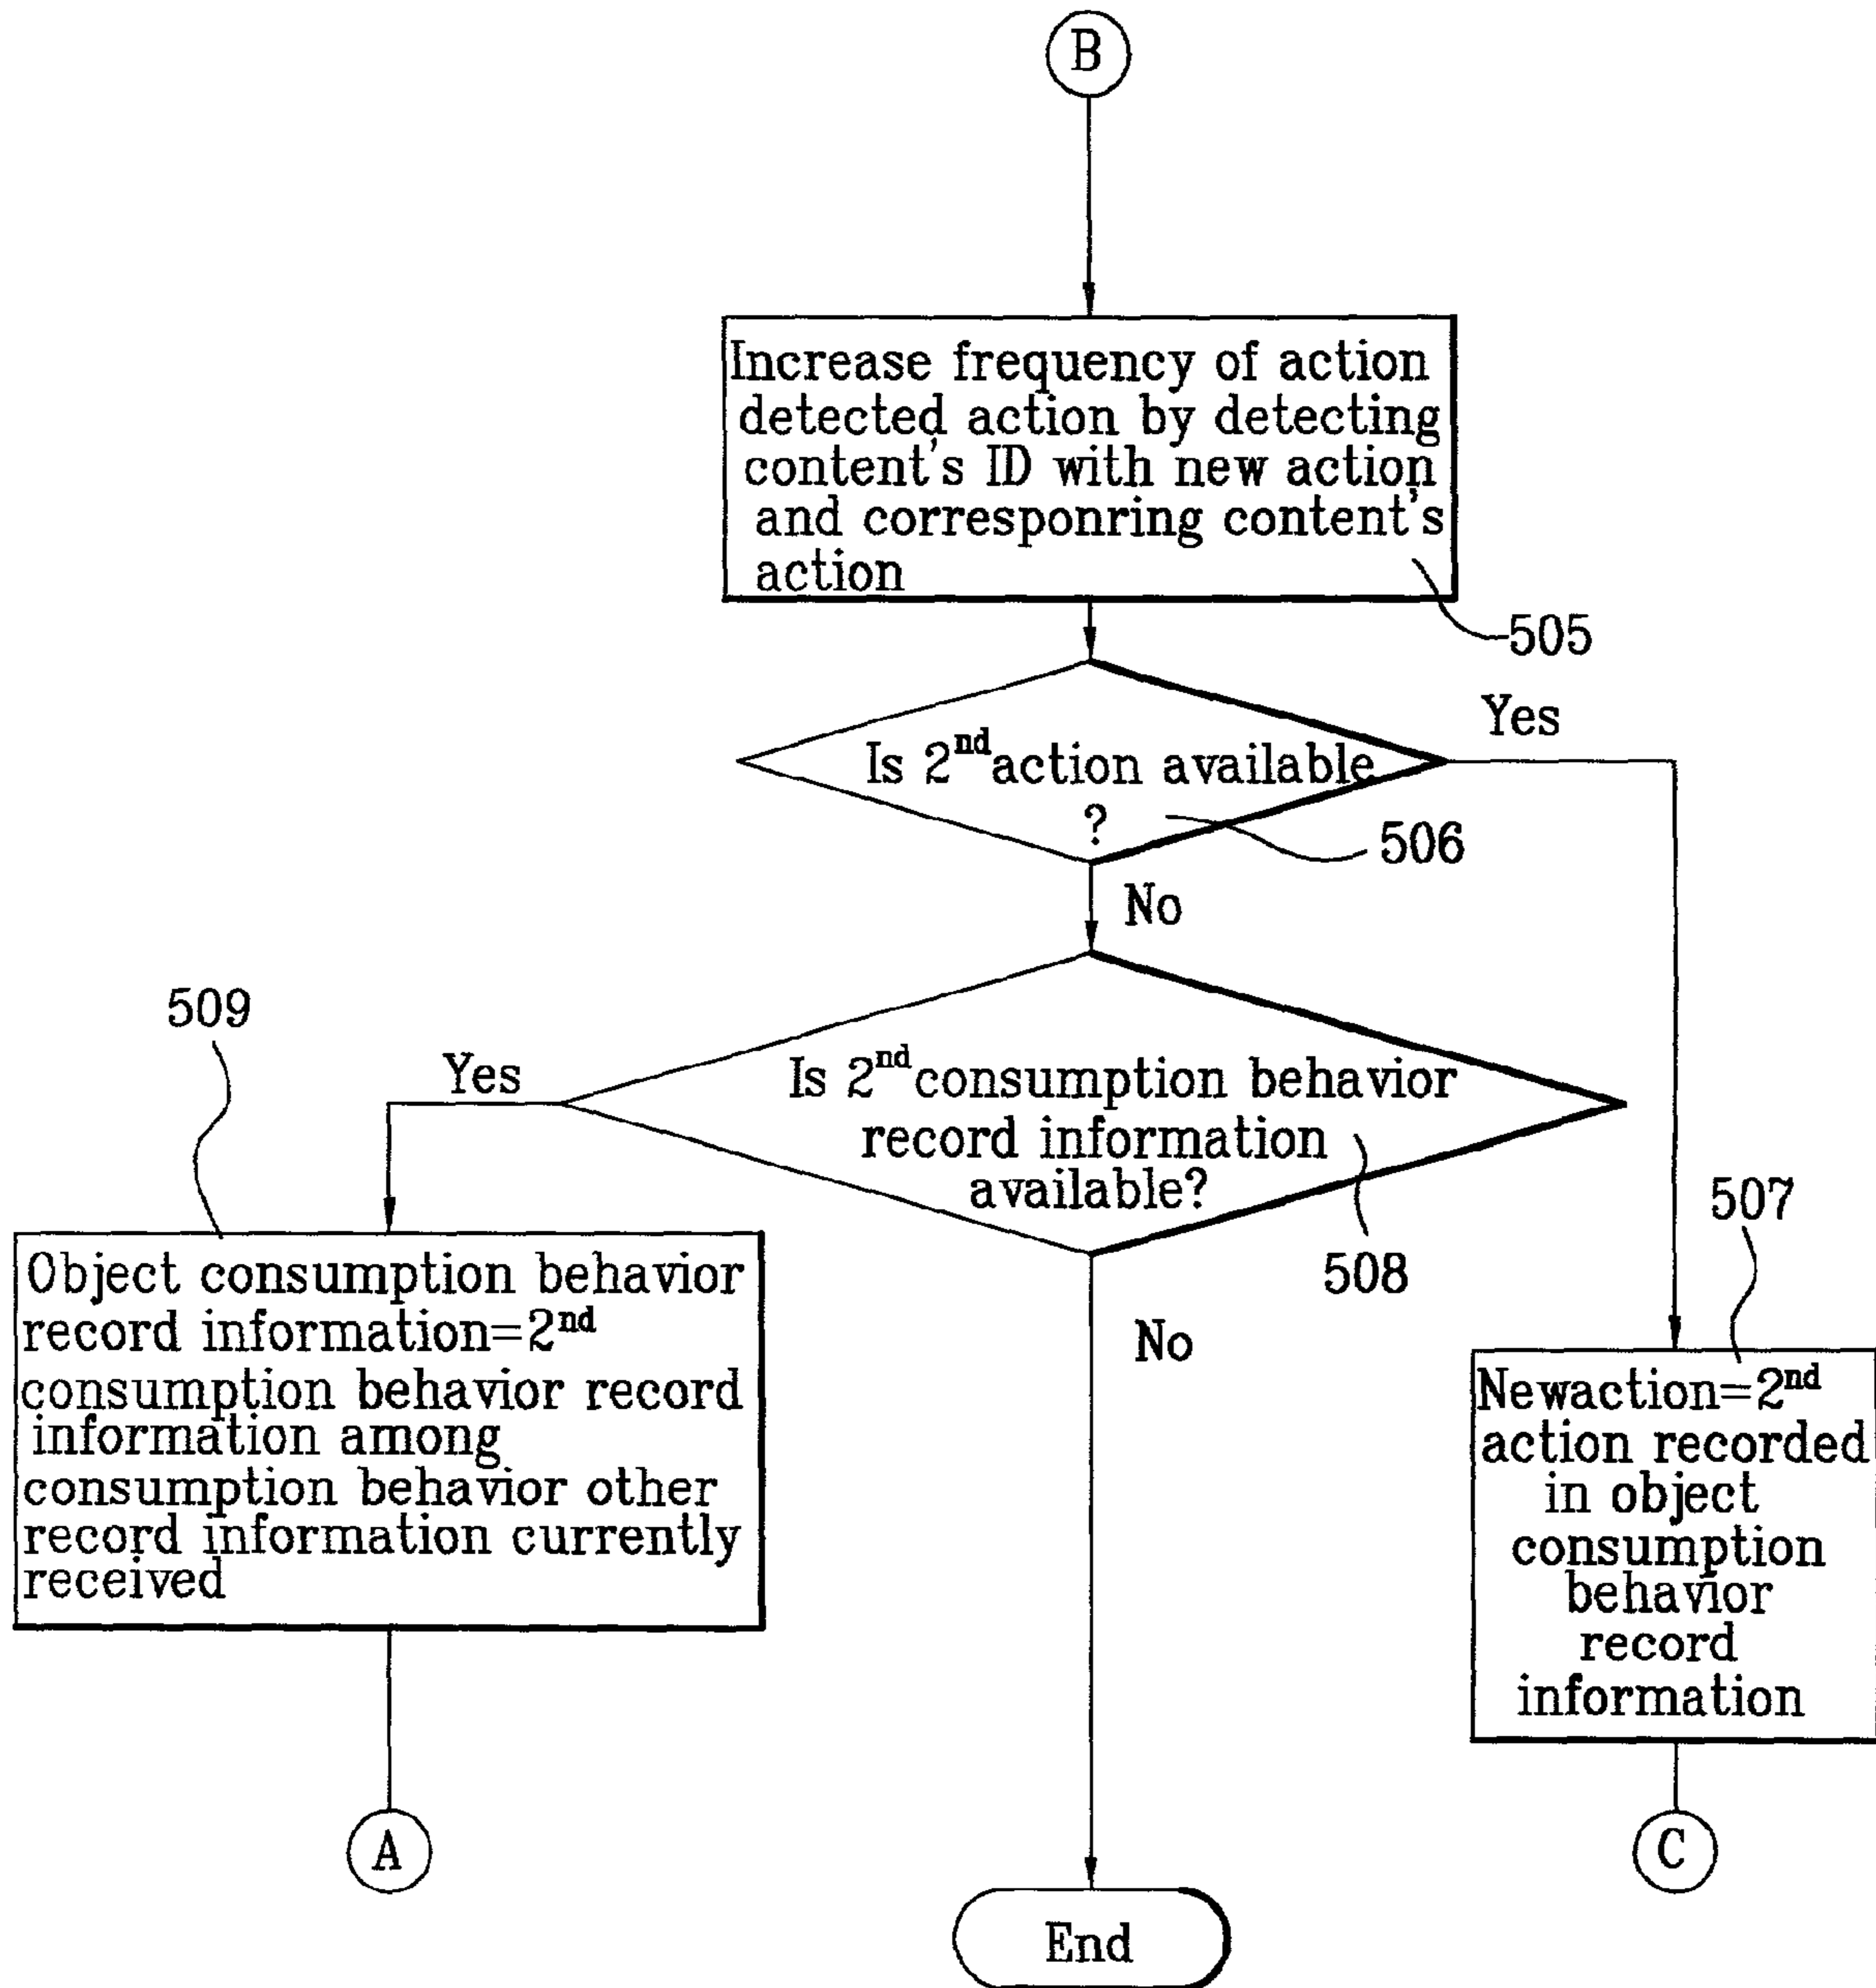 B
Increase frequency of action
detected action by detecting
content's ID with new action
and corresponring content's
action
505
Yes
Is 2nd action available
?
506
No
509
Yes
Is 2nd consumption behavior
record information
available?
508
507
Object consumption behavior
record information=2nd
consumption behavior record
information among
consumption behavior other
record information currently
received
No
Newaction=2nd
action recorded
in object
consumption
behavior
record
information
A
C
End